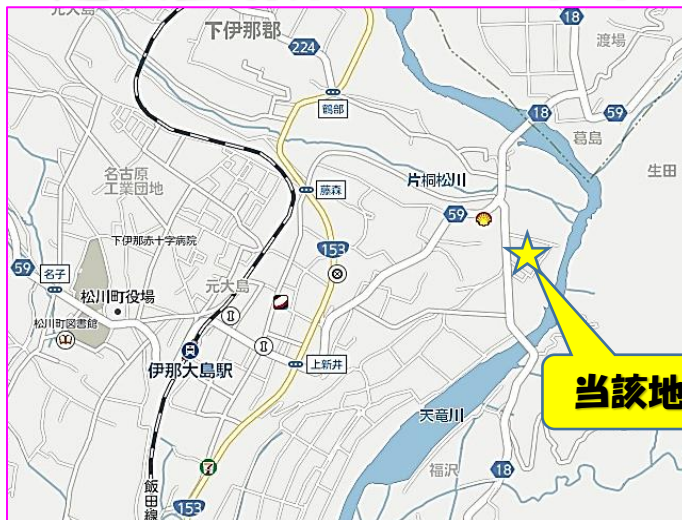 元大島
下伊那郡
18
渡場
224
鶴部
18
59
葛島
名古原
工業団地
生田
片桐松川
藤森
59
下伊那赤十字病院
153
59
名子
元大島
松川町役場
松川町図書館
伊那大島駅
上新井
当該地
天竜川
福沢
18
7
飯田線
153